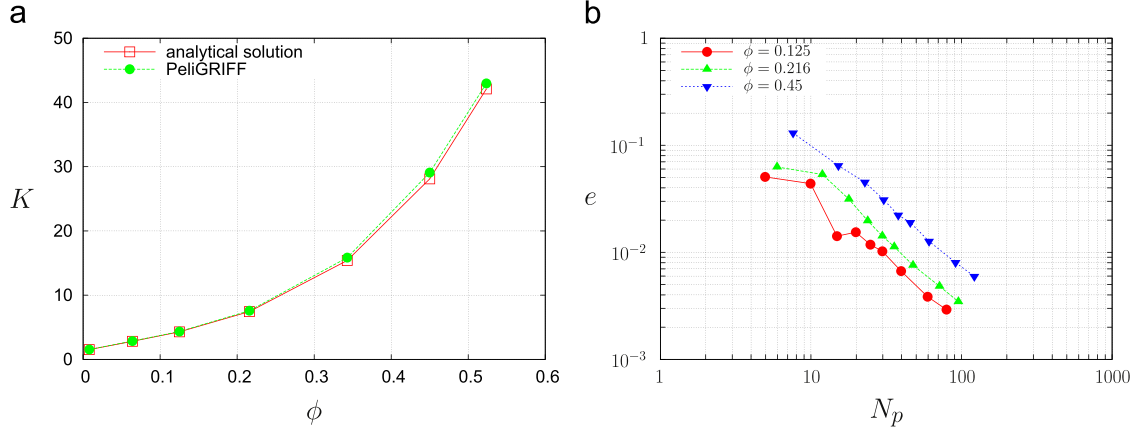 a
50
analytical solution
PeliGRIFF
40
30
K
20
10
0
0 0.1 0.2 0.3 0.4 0.5 0.6
ϕ
b
1
ϕ = 0.125
ϕ = 0.216
ϕ = 0.45
10⁻¹
e
10⁻²
10⁻³
1 10 100 1000
Nₚ